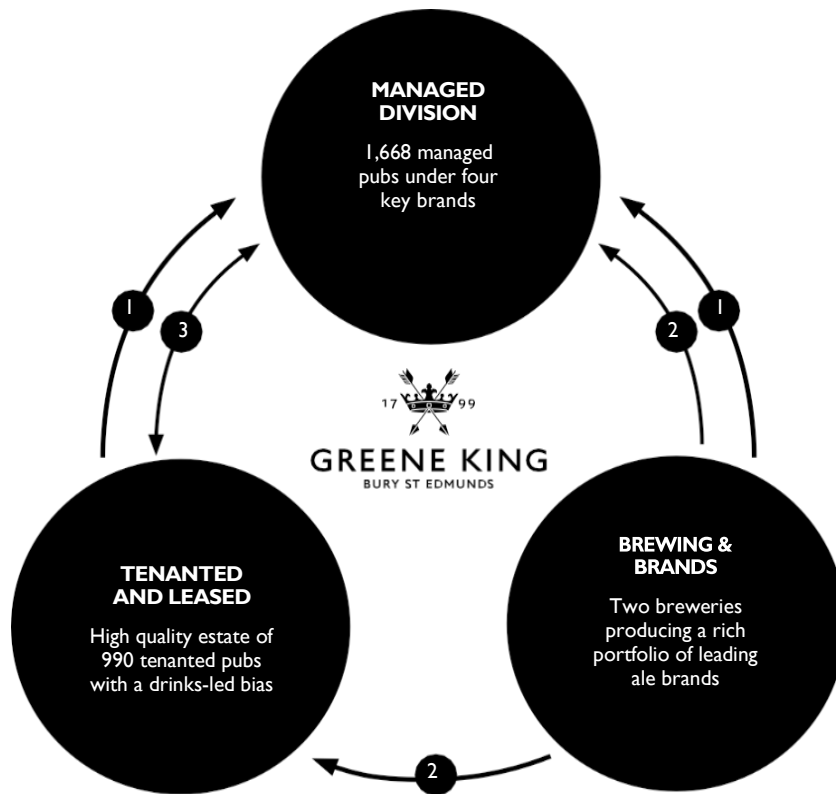 MANAGED
DIVISION
1,668 managed
pubs under four
key brands
1
3
2
1
17 99
GREENE KING
BURY ST EDMUNDS
TENANTED
AND LEASED
High quality estate of
990 tenanted pubs
with a drinks-led bias
BREWING &
BRANDS
Two breweries
producing a rich
portfolio of leading
ale brands
2